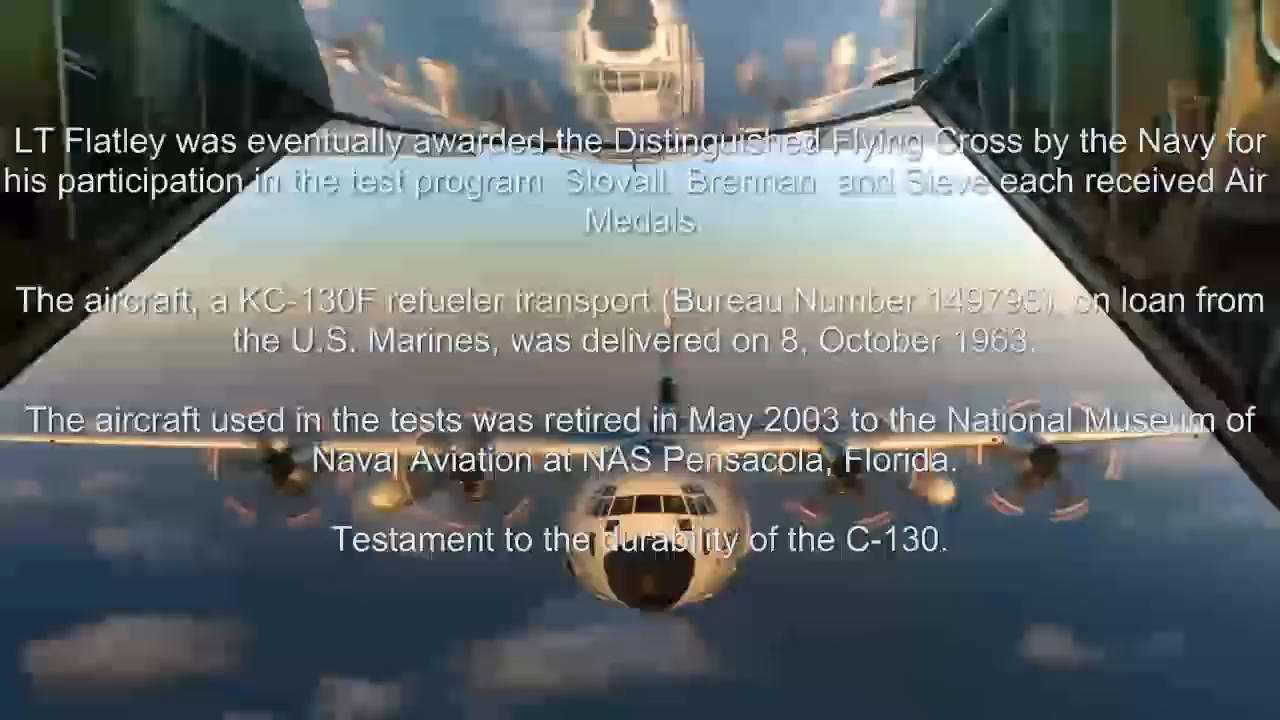 LT Flatley was eventually awarded the Distinguished Flying Cross by the Navy for
his participation in the test program. Stovall, Brennan, and Sieve each received Air
Medals.
The aircraft, a KC-130F refueler transport (Bureau Number 149798), on loan from
the U.S. Marines, was delivered on 8, October 1963.
The aircraft used in the tests was retired in May 2003 to the National Museum of
Naval Aviation at NAS Pensacola, Florida.
Testament to the durability of the C-130.